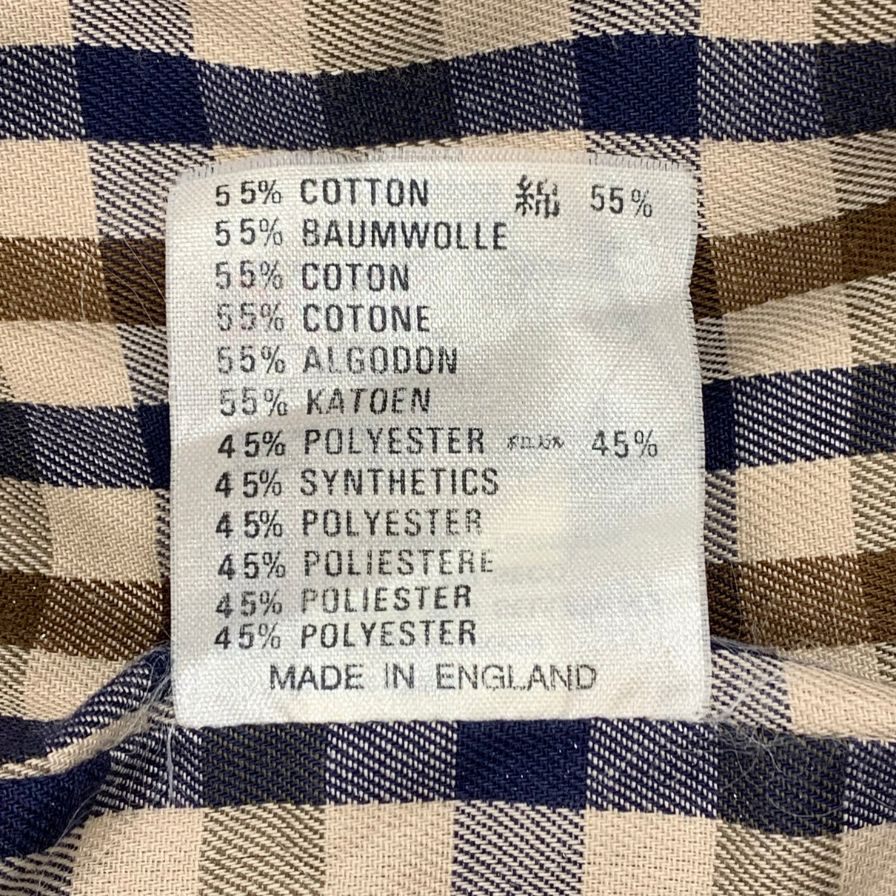 55% COTTON 綿 55%
55% BAUMWOLLE
55% COTON
55% COTONE
55% ALGODON
55% KATOEN
45% POLYESTER 45%
45% SYNTHETICS
45% POLYESTER
45% POLIESTERE
45% POLIESTER
45% POLYESTER
MADE IN ENGLAND